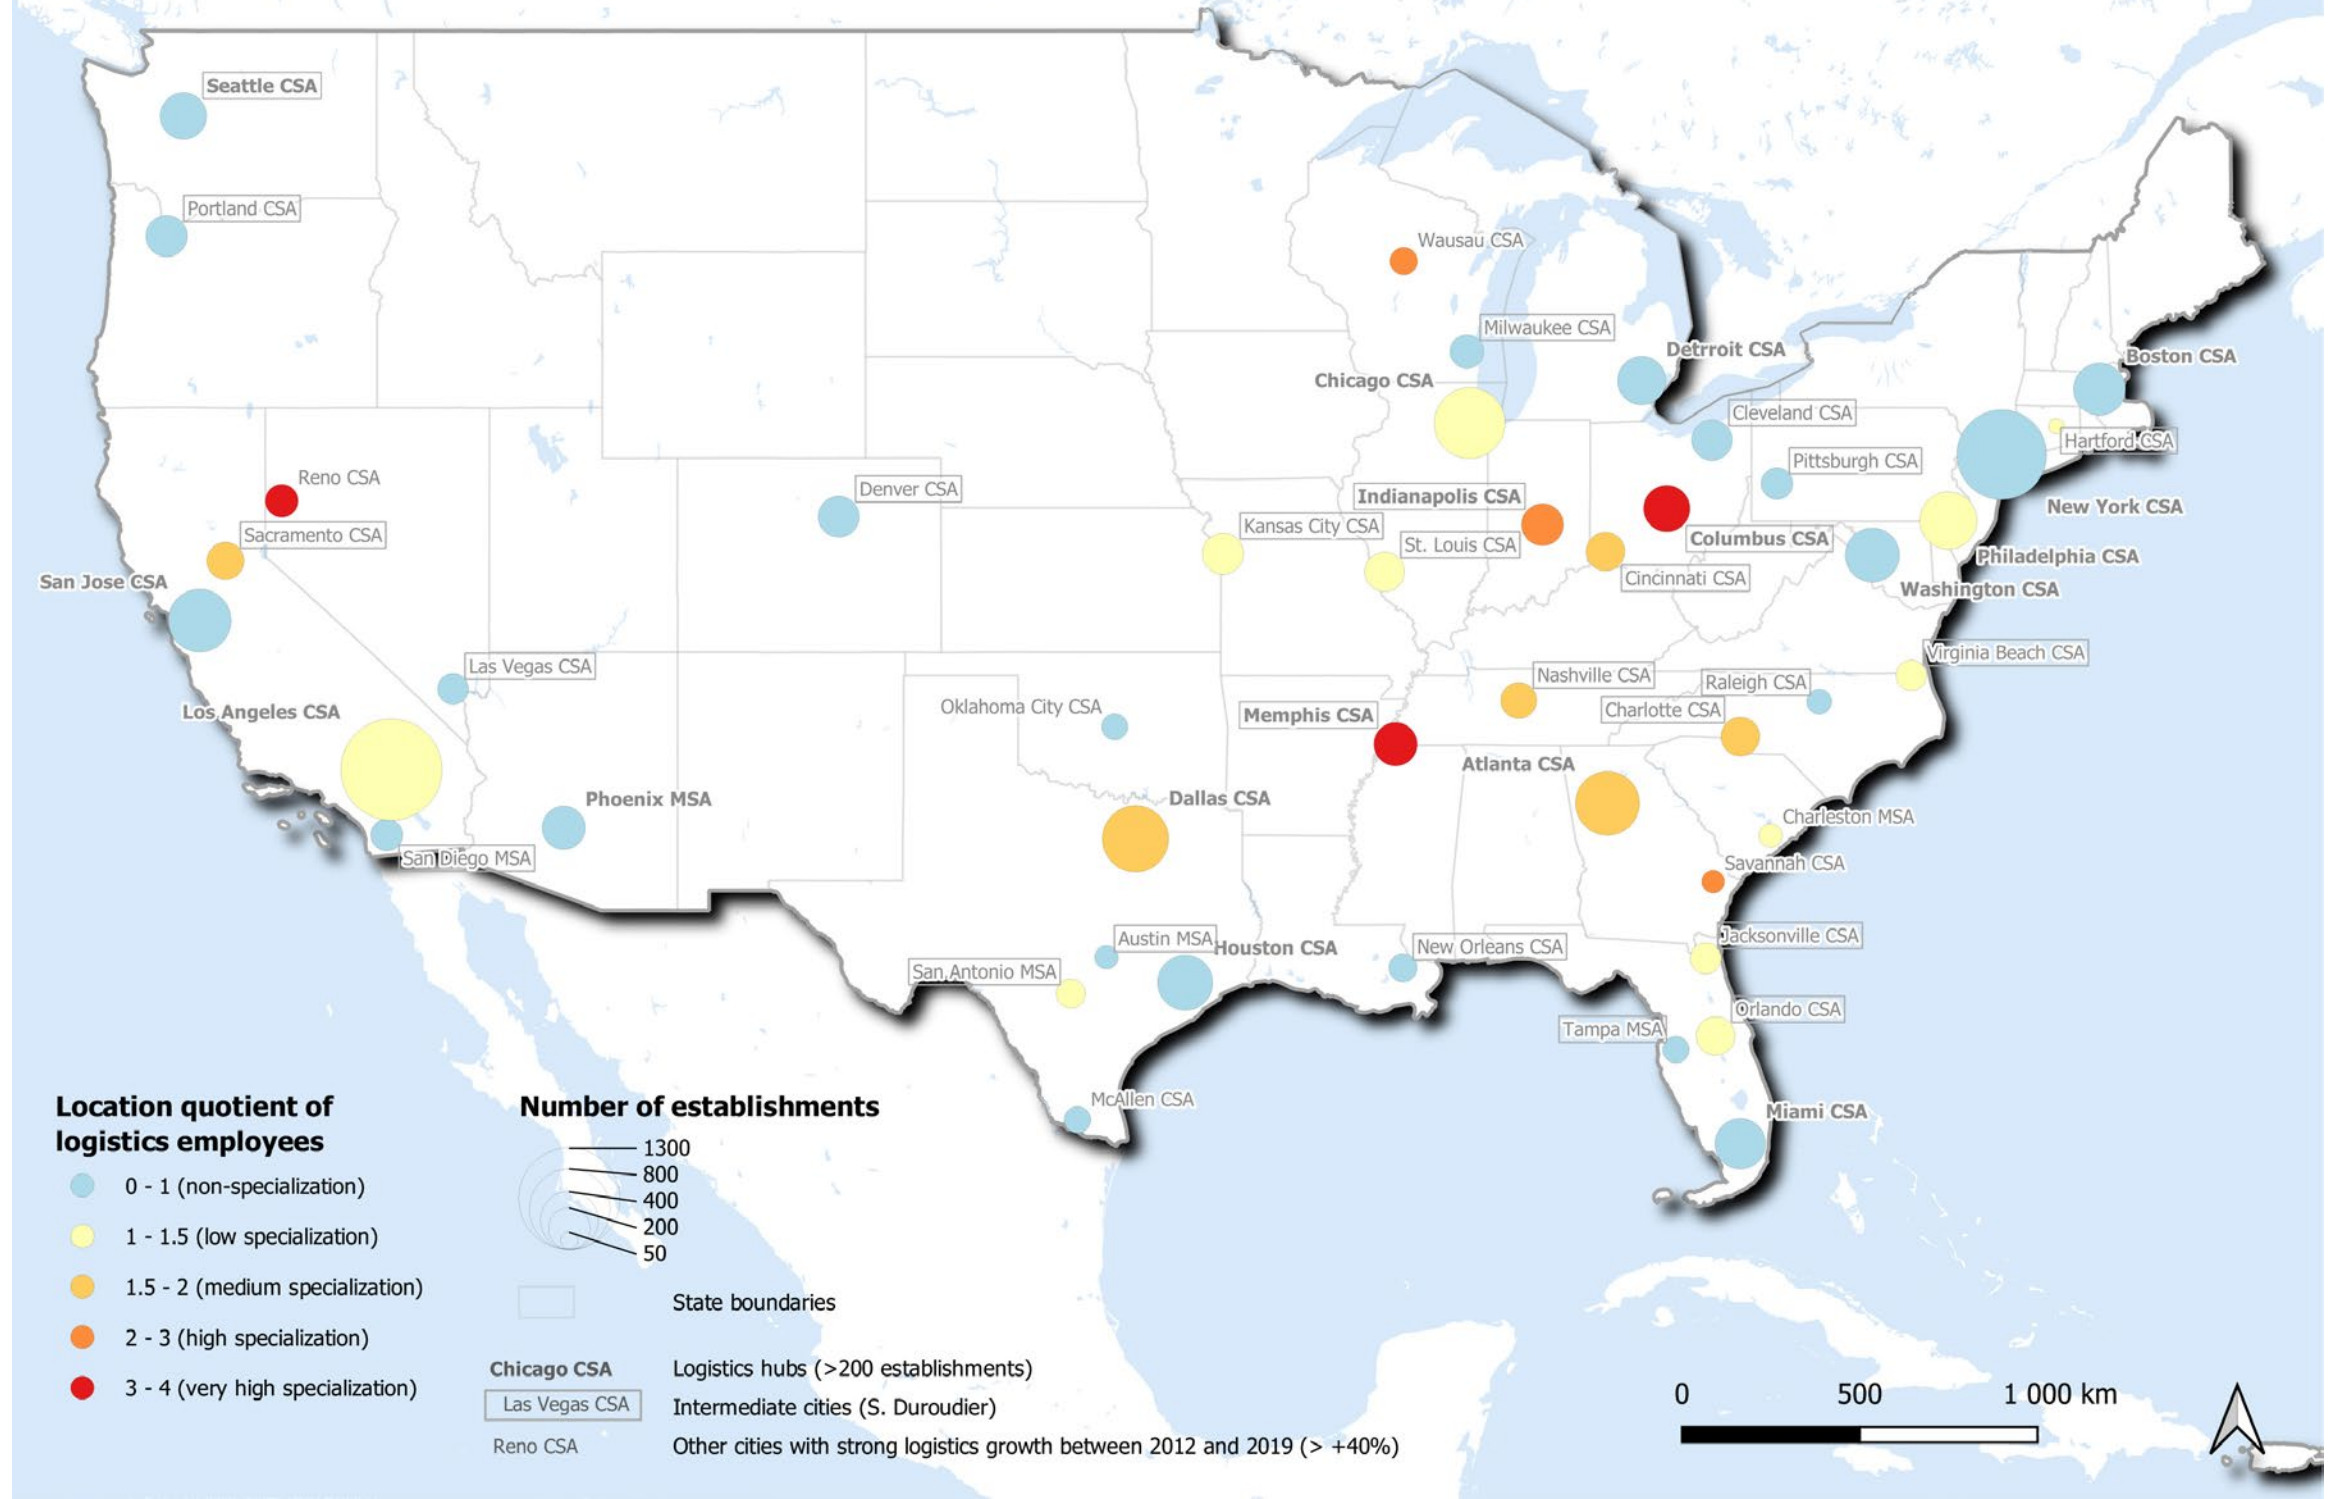 Seattle CSA
Portland CSA
Wausau CSA
Milwaukee CSA
Detrroit CSA
Boston CSA
Chicago CSA
Cleveland CSA
Hartford CSA
Pittsburgh CSA
Reno CSA
Denver CSA
Indianapolis CSA
New York CSA
Sacramento CSA
Kansas City CSA
St. Louis CSA
Columbus CSA
Philadelphia CSA
San Jose CSA
Cincinnati CSA
Washington CSA
Las Vegas CSA
Virginia Beach CSA
Nashville CSA
Raleigh CSA
Los Angeles CSA
Oklahoma City CSA
Memphis CSA
Charlotte CSA
Atlanta CSA
Phoenix MSA
Dallas CSA
Charleston MSA
San Diego MSA
Savannah CSA
Austin MSA
Houston CSA
New Orleans CSA
Jacksonville CSA
San Antonio MSA
Orlando CSA
Tampa MSA
McAllen CSA
Miami CSA
Location quotient of
logistics employees
0 - 1 (non-specialization)
1 - 1.5 (low specialization)
1.5 - 2 (medium specialization)
2 - 3 (high specialization)
3 - 4 (very high specialization)
Number of establishments
1300
800
400
200
50
State boundaries
Chicago CSA Logistics hubs (>200 establishments)
Las Vegas CSA Intermediate cities (S. Duroudier)
Reno CSA Other cities with strong logistics growth between 2012 and 2019 (> +40%)
0 500 1 000 km